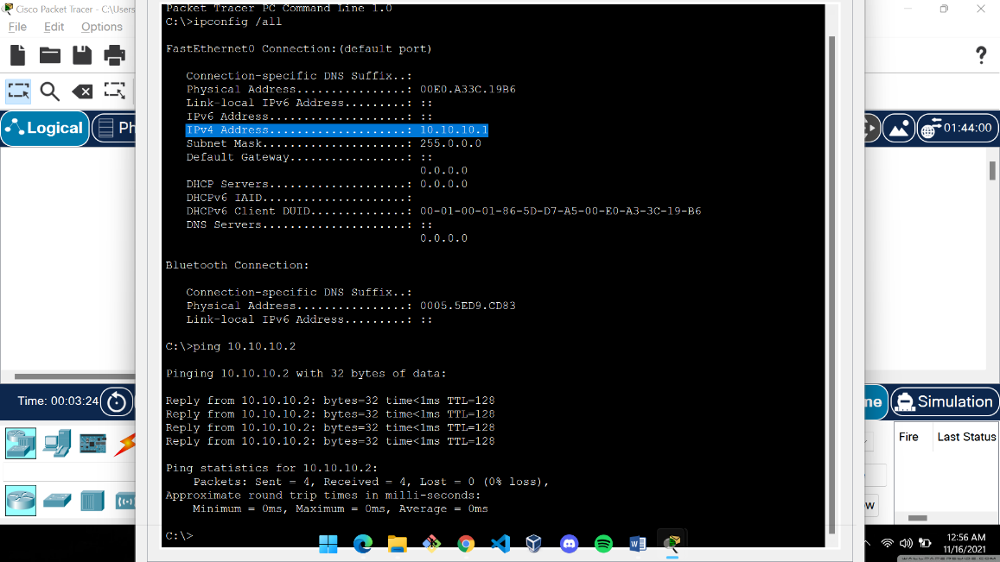 Cisco Packet Tracer - C:\Users
File Edit Options
Logical
Ph
01:44:00
Packet Tracer PC Command Line 1.0
C:\>ipconfig /all
FastEthernet0 Connection:(default port)
Connection-specific DNS Suffix..:
Physical Address................: 00E0.A33C.19B6
Link-local IPv6 Address.........: ::
IPv6 Address....................: ::
IPv4 Address....................: 10.10.10.1
Subnet Mask.....................: 255.0.0.0
Default Gateway.................: ::
0.0.0.0
DHCP Servers....................: 0.0.0.0
DHCPv6 IAID.....................:
DHCPv6 Client DUID..............: 00-01-00-01-86-5D-D7-A5-00-E0-A3-3C-19-B6
DNS Servers.....................: ::
0.0.0.0
Bluetooth Connection:
Connection-specific DNS Suffix..:
Physical Address................: 0005.5ED9.CD83
Link-local IPv6 Address.........: ::
C:\>ping 10.10.10.2
Pinging 10.10.10.2 with 32 bytes of data:
Reply from 10.10.10.2: bytes=32 time<1ms TTL=128
Reply from 10.10.10.2: bytes=32 time<1ms TTL=128
Reply from 10.10.10.2: bytes=32 time<1ms TTL=128
Reply from 10.10.10.2: bytes=32 time<1ms TTL=128
Ping statistics for 10.10.10.2:
Packets: Sent = 4, Received = 4, Lost = 0 (0% loss),
Approximate round trip times in milli-seconds:
Minimum = 0ms, Maximum = 0ms, Average = 0ms
C:\>
Time: 00:03:24
me
Simulation
Fire Last Status
w
12:56 AM
11/16/2021